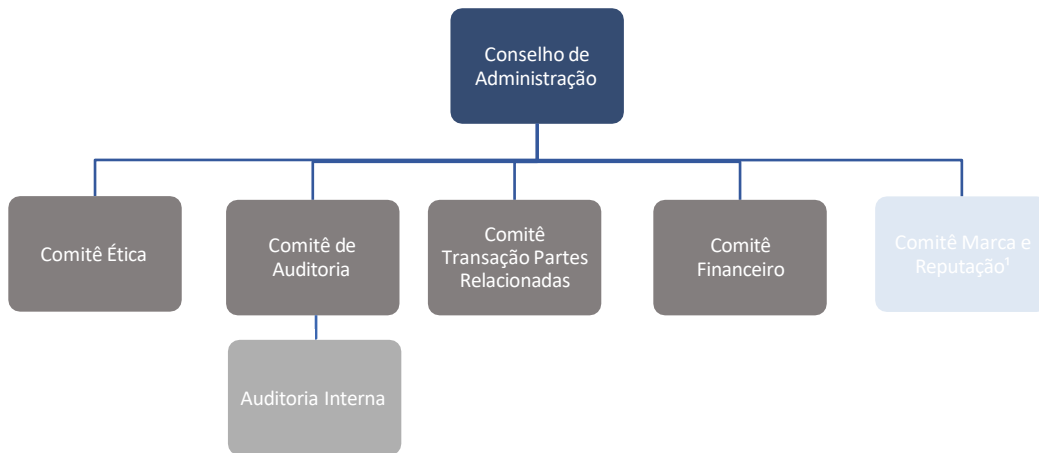 Conselho de
Administração
Comitê Ética
Comitê de
Auditoria
Comitê
Transação Partes
Relacionadas
Comitê
Financeiro
Comitê Marca e
Reputação¹
Auditoria Interna